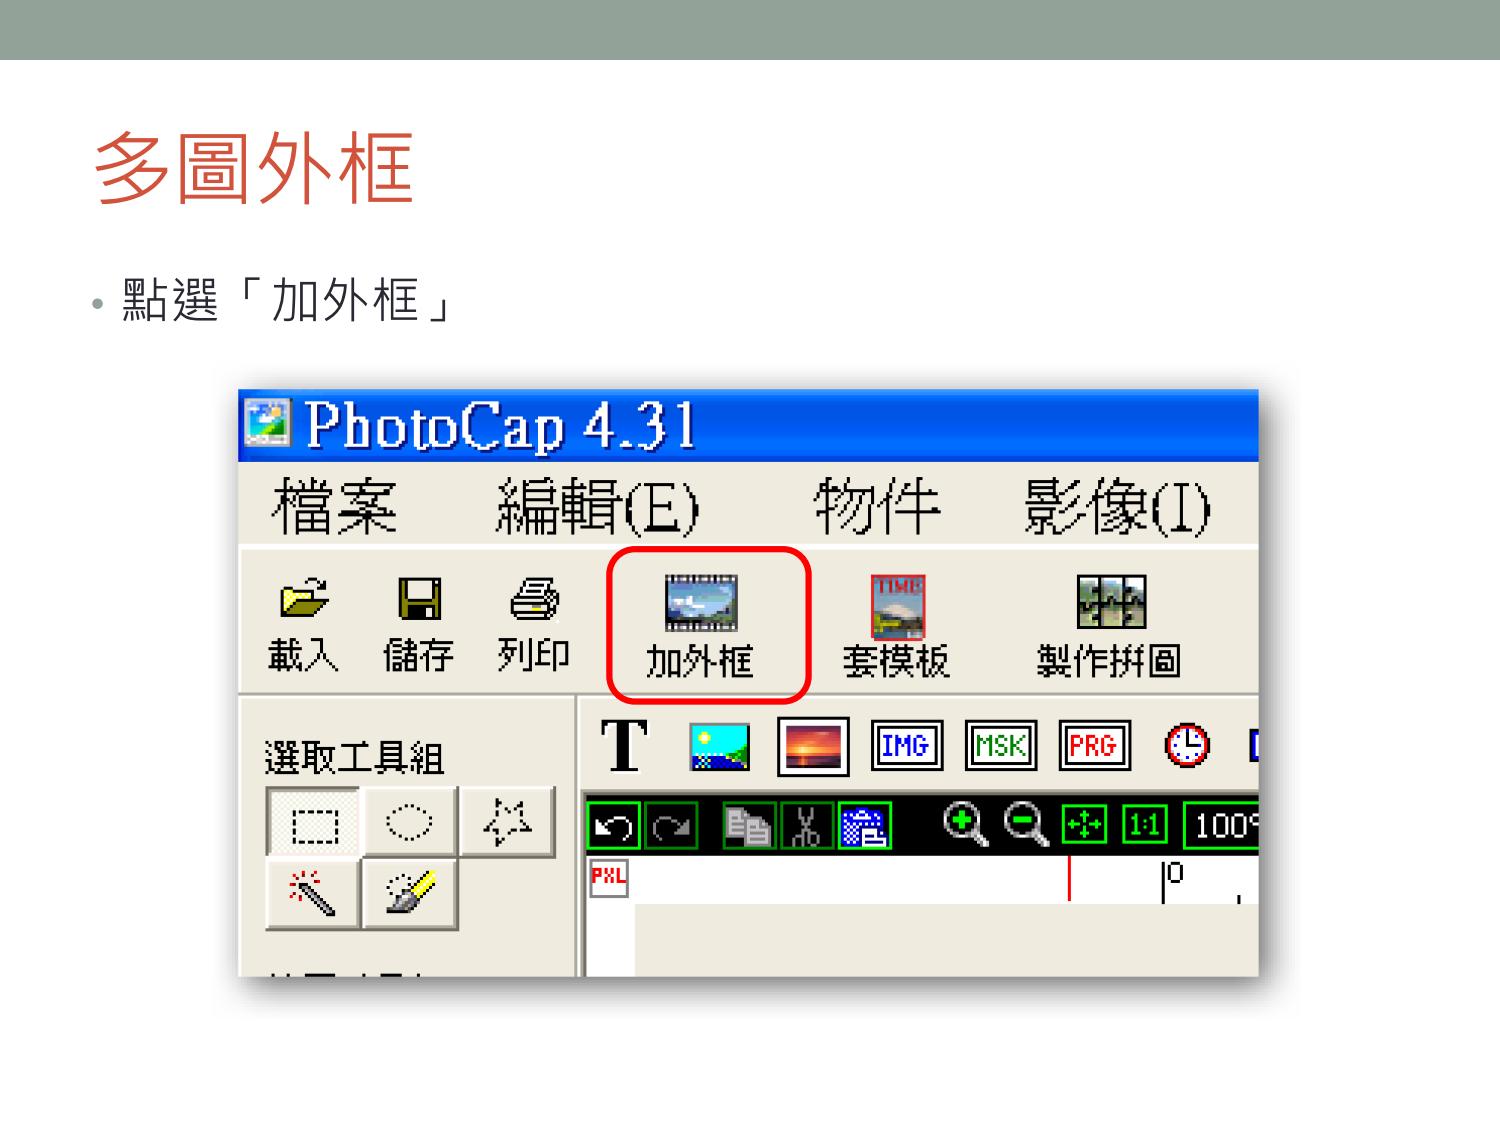 多圖外框
• 點選「加外框」
PhotoCap 4.31
檔案 編輯(E) 物件 影像(I)
載入 儲存 列印 加外框 TIME 套模板 製作拼圖
選取工具組
T IMG MSK PRG
1:1 100%
PXL 0